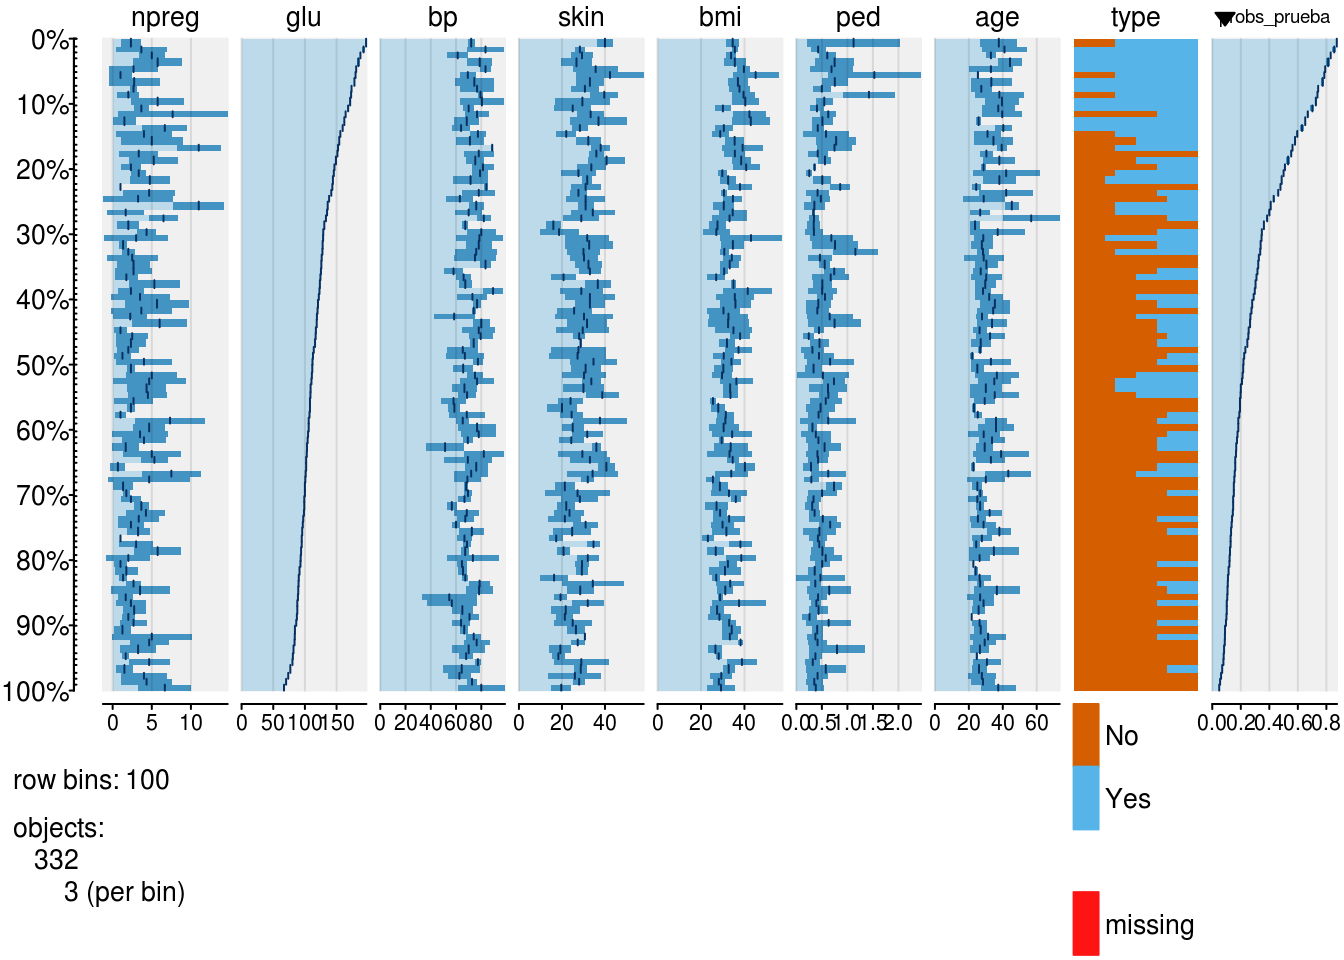 npreg glu bp skin bmi ped age type probs_prueba
0%
10%
20%
30%
40%
50%
60%
70%
80%
90%
100%
0 5 10 0 50 100 150 0 20 40 60 80 20 40 0 20 40 0.0 0.5 1.0 1.5 2.0 0 20 40 60 0.0 0.2 0.4 0.6 0.8
No
Yes
missing
row bins: 100
objects:
332
3 (per bin)